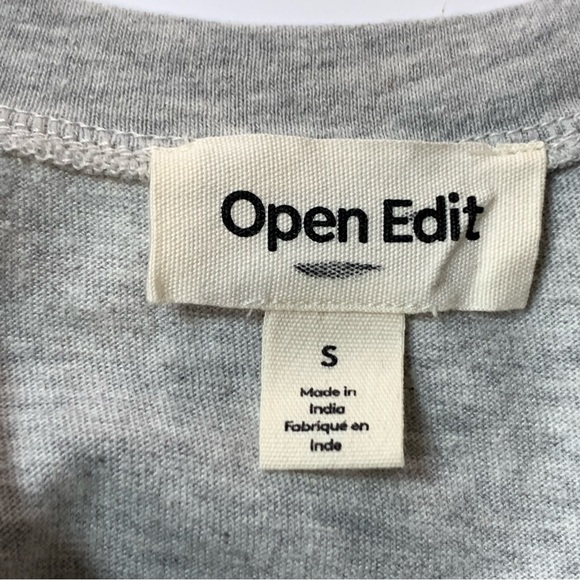 Open Edit
S
Made in
India
Fabriqué en
Inde